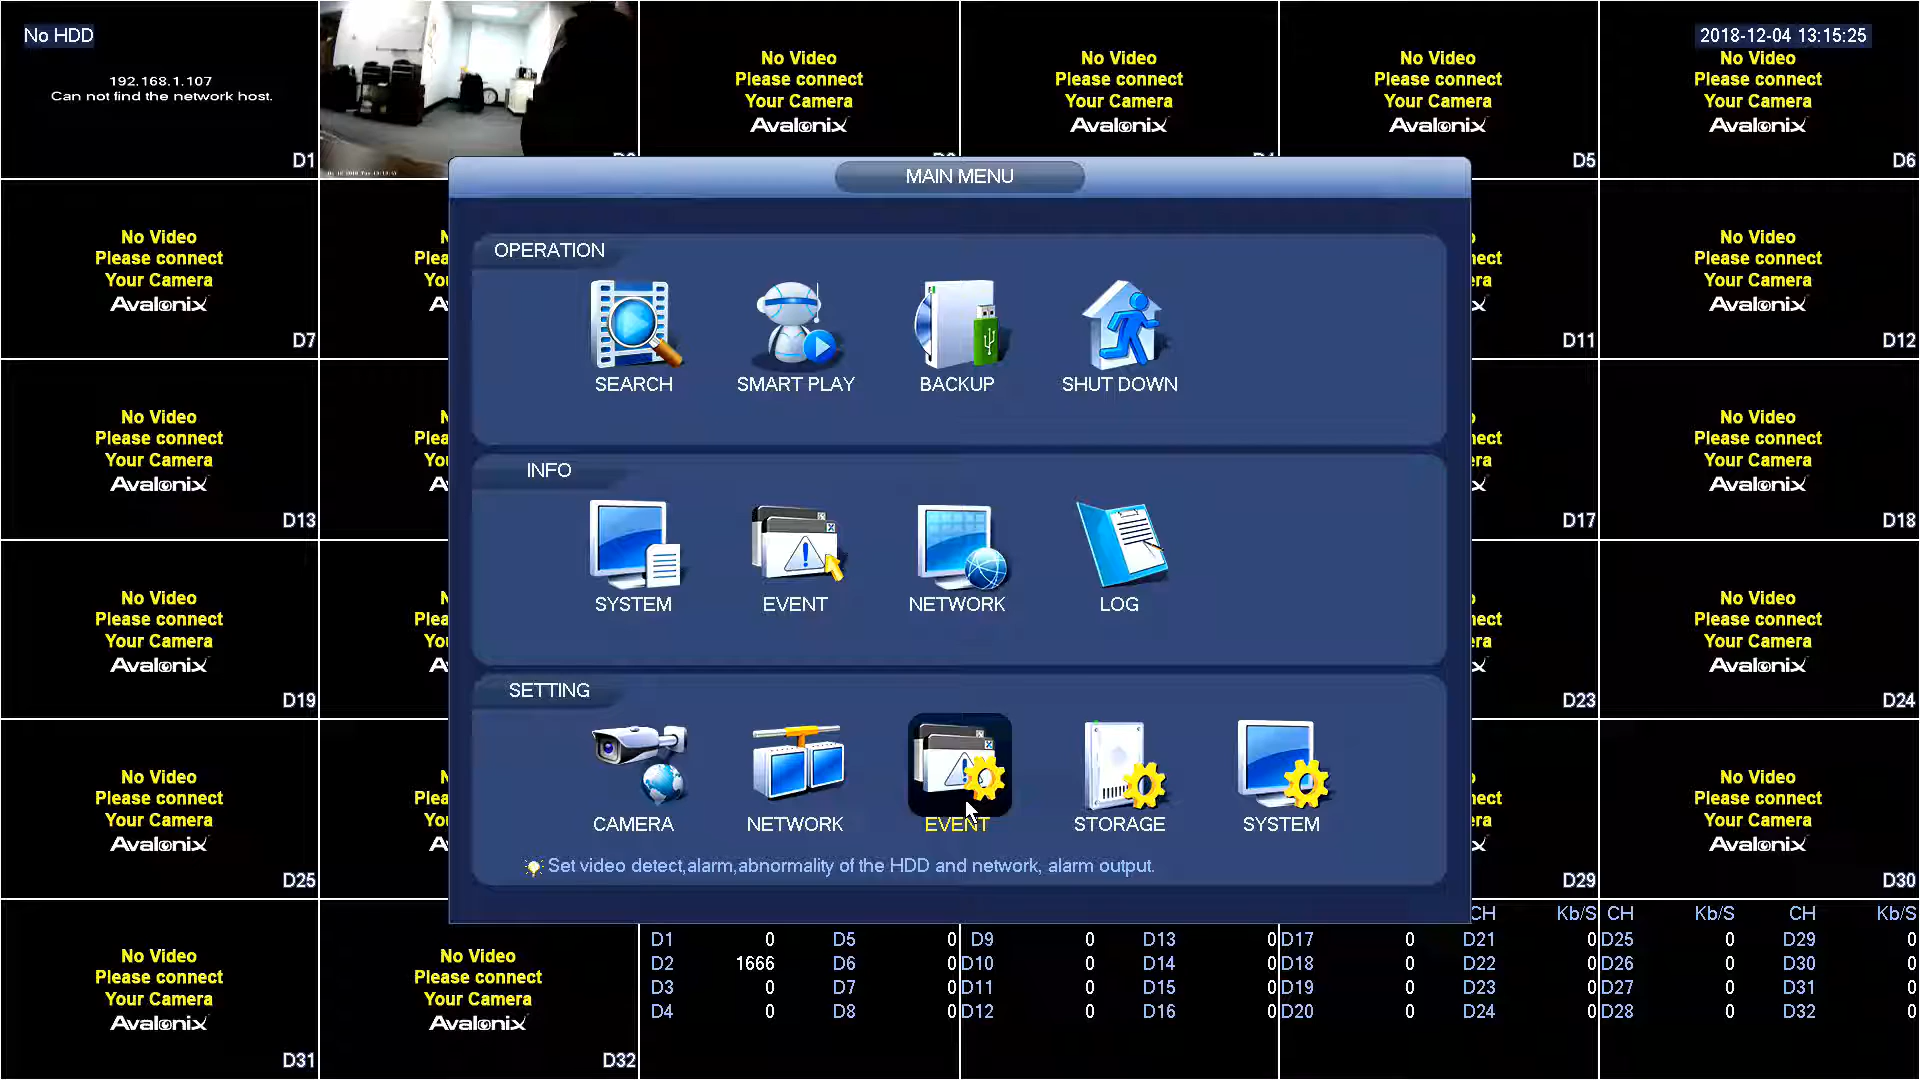 No HDD
192.168.1.107
Can not find the network host.
D1
No Video
Please connect
Your Camera
Avalonix
No Video
Please connect
Your Camera
Avalonix
No Video
Please connect
Your Camera
Avalonix
D5
2018-12-04 13:15:25
No Video
Please connect
Your Camera
Avalonix
D6
MAIN MENU
OPERATION
SEARCH
SMART PLAY
BACKUP
SHUT DOWN
INFO
SYSTEM
EVENT
NETWORK
LOG
SETTING
CAMERA
NETWORK
EVENT
STORAGE
SYSTEM
Set video detect,alarm,abnormality of the HDD and network, alarm output.
No Video
Please connect
Your Camera
Avalonix
D7
D11
No Video
Please connect
Your Camera
Avalonix
D12
No Video
Please connect
Your Camera
Avalonix
D13
D17
No Video
Please connect
Your Camera
Avalonix
D18
No Video
Please connect
Your Camera
Avalonix
D19
D23
No Video
Please connect
Your Camera
Avalonix
D24
No Video
Please connect
Your Camera
Avalonix
D25
D29
No Video
Please connect
Your Camera
Avalonix
D30
No Video
Please connect
Your Camera
Avalonix
D31
No Video
Please connect
Your Camera
Avalonix
D32
CH Kb/S CH Kb/S CH Kb/S
D1 0 D5 0 D9 0 D13 0 D17 0 D21 0 D25 0 D29 0
D2 1666 D6 0 D10 0 D14 0 D18 0 D22 0 D26 0 D30 0
D3 0 D7 0 D11 0 D15 0 D19 0 D23 0 D27 0 D31 0
D4 0 D8 0 D12 0 D16 0 D20 0 D24 0 D28 0 D32 0